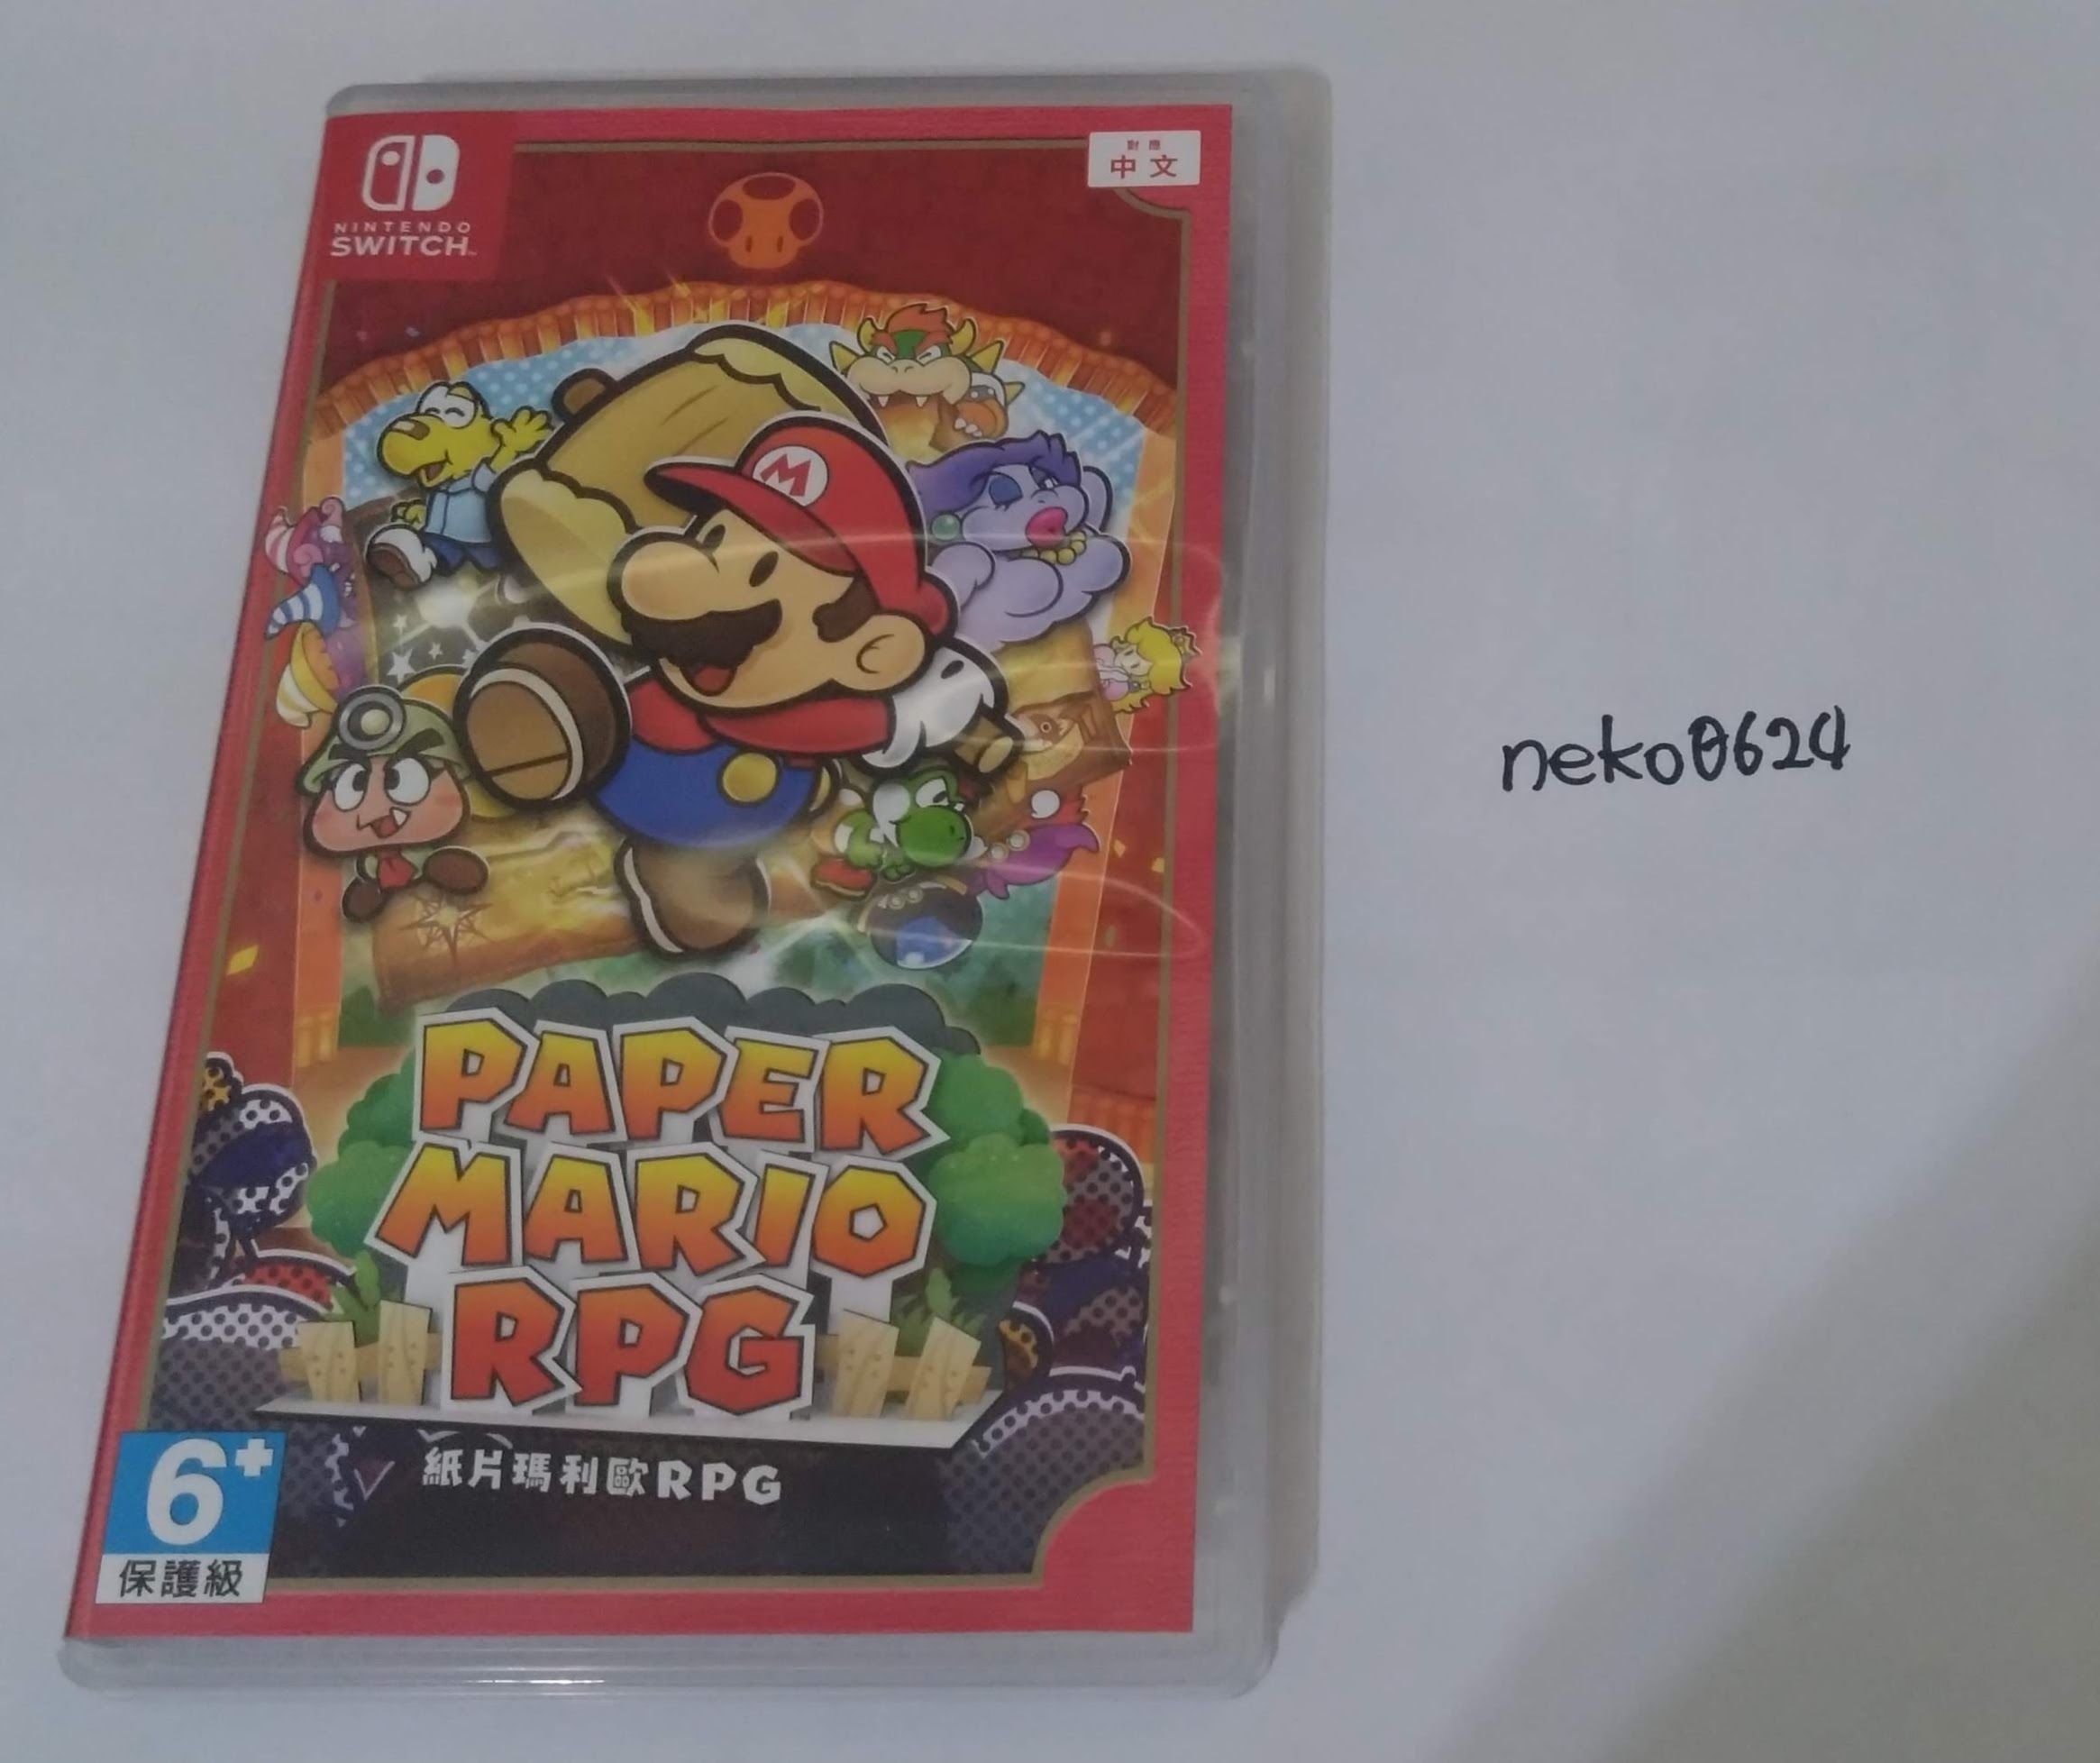 NINTENDO
SWITCH™
對應
中文
M
neko0624
PAPER
MARIO
RPG
紙片瑪利歐RPG
6+
保護級